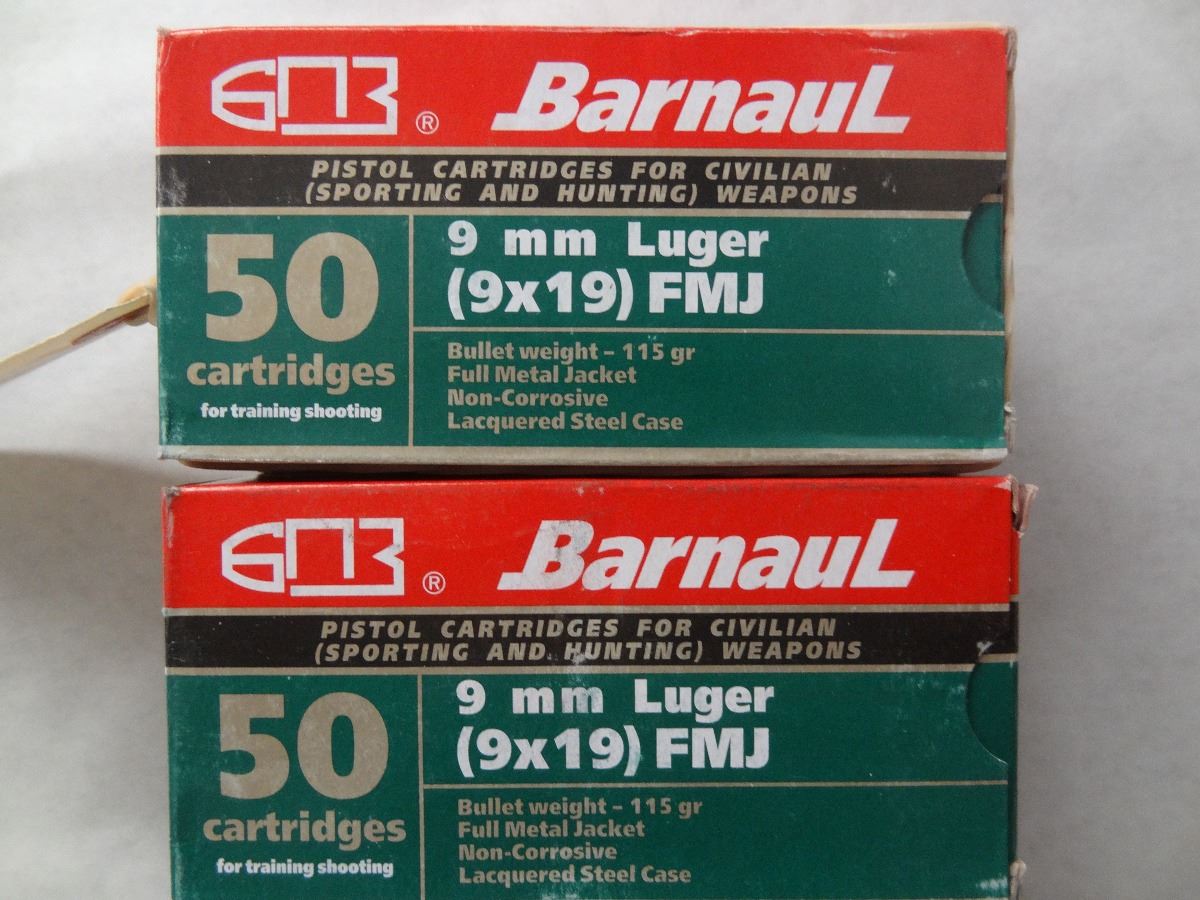 БПЗ ® Barnaul
PISTOL CARTRIDGES FOR CIVILIAN
(SPORTING AND HUNTING) WEAPONS
50
cartridges
for training shooting
9 mm Luger
(9x19) FMJ
Bullet weight – 115 gr
Full Metal Jacket
Non-Corrosive
Lacquered Steel Case
БПЗ ® Barnaul
PISTOL CARTRIDGES FOR CIVILIAN
(SPORTING AND HUNTING) WEAPONS
50
cartridges
for training shooting
9 mm Luger
(9x19) FMJ
Bullet weight – 115 gr
Full Metal Jacket
Non-Corrosive
Lacquered Steel Case